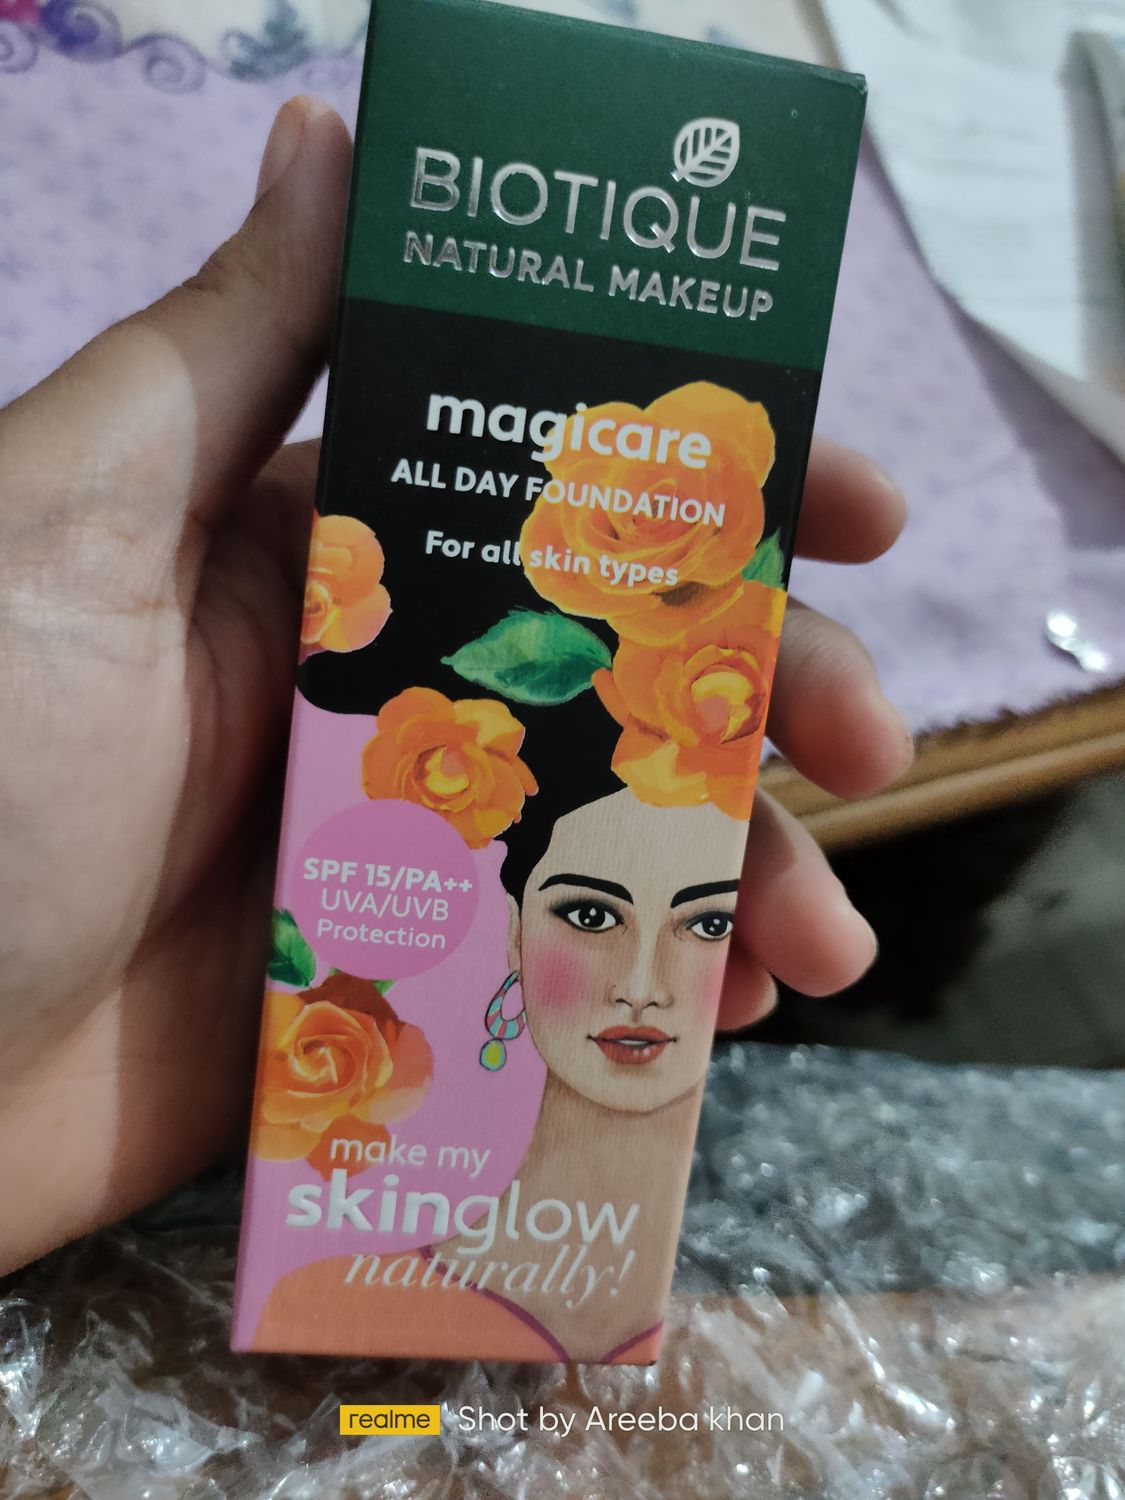 BIOTIQUE
NATURAL MAKEUP
magicare
ALL DAY FOUNDATION
For all skin types
SPF 15/PA++
UVA/UVB
Protection
make my
skinglow
naturally!
realme Shot by Areeba khan